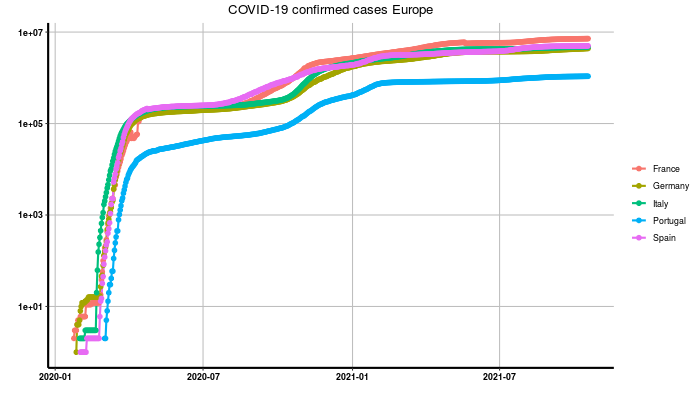 COVID-19 confirmed cases Europe
1e+07
1e+05
1e+03
1e+01
2020-01
2020-07
2021-01
2021-07
France
Germany
Italy
Portugal
Spain